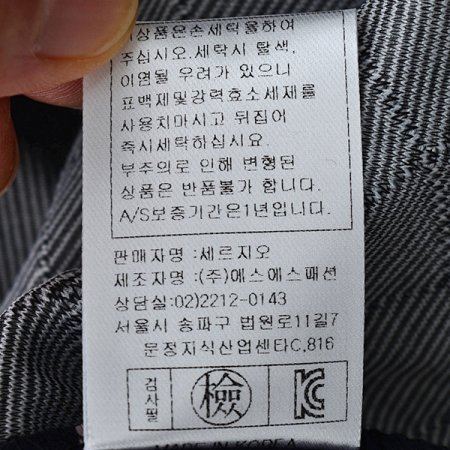 이상품은손세탁을하여
주십시오.세탁시 탈색,
이염될 우려가 있으니
표백제및강력효소세제를
사용치마시고 뒤집어
즉시세탁하십시요.
부주의로 인해 변형된
상품은 반품불가 합니다.
A/S보증기간은1년입니다.
판매자명 : 세르지오
제조자명 : (주)에스에스패션
상담실:02)2212-0143
서울시 송파구 법원로11길7
문정지식산업센타C,816
검사필
檢
KC
MADE IN KOREA